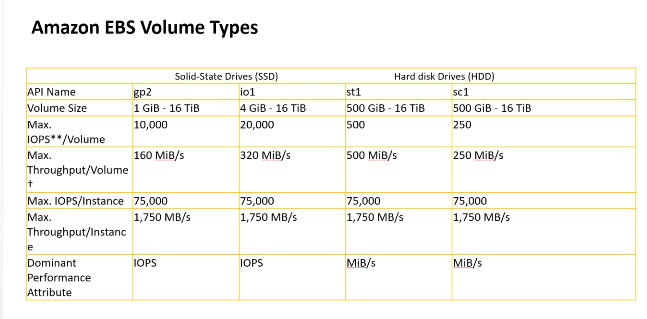 Amazon EBS Volume Types
Solid-State Drives (SSD) Hard disk Drives (HDD)
API Name gp2 io1 st1 sc1
Volume Size 1 GiB - 16 TiB 4 GiB - 16 TiB 500 GiB - 16 TiB 500 GiB - 16 TiB
Max. 10,000 20,000 500 250
IOPS**/Volume
Max. 160 MiB/s 320 MiB/s 500 MiB/s 250 MiB/s
Throughput/Volume
†
Max. IOPS/Instance 75,000 75,000 75,000 75,000
Max. 1,750 MB/s 1,750 MB/s 1,750 MB/s 1,750 MB/s
Throughput/Instanc
e
Dominant IOPS IOPS MiB/s MiB/s
Performance
Attribute